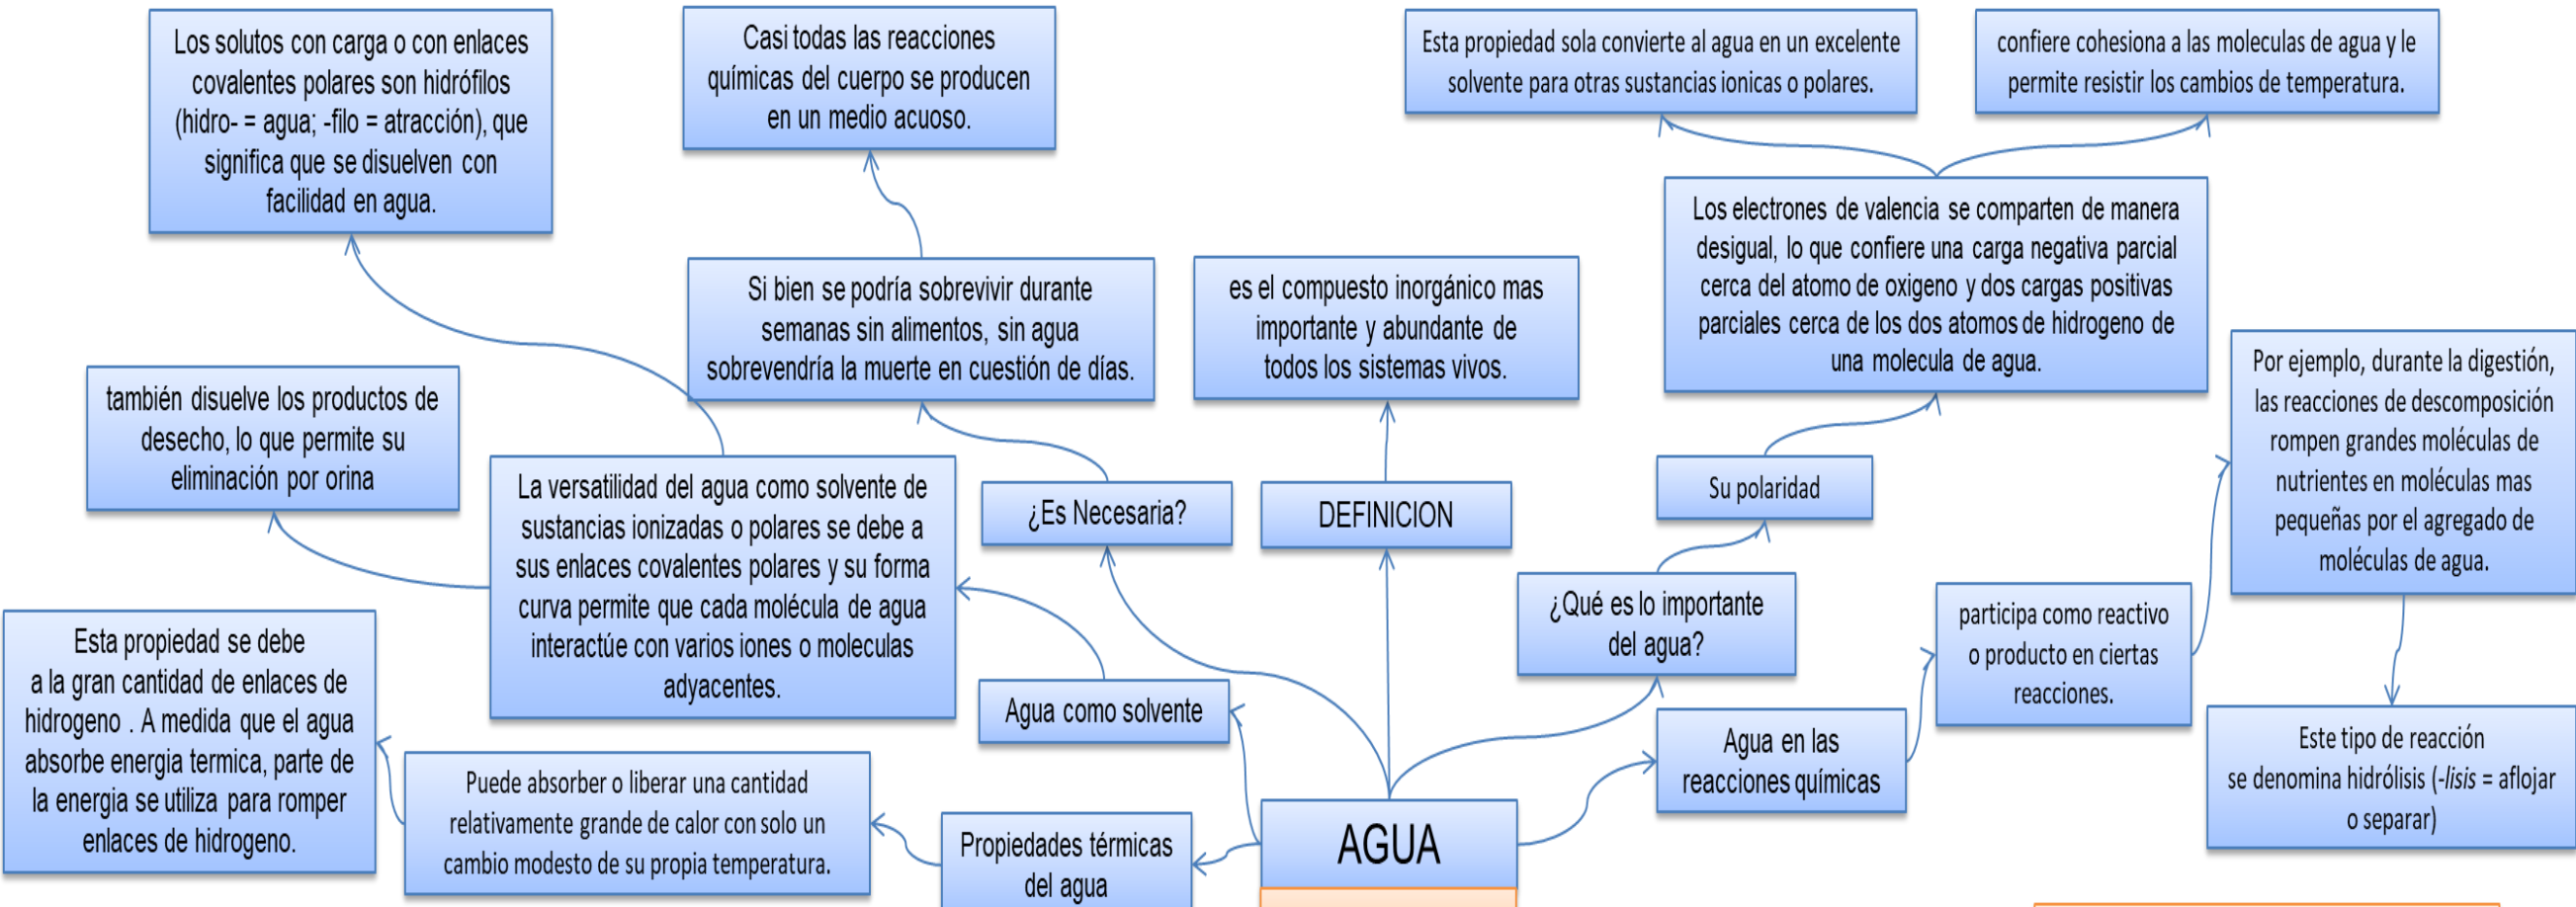 Los solutos con carga o con enlaces
covalentes polares son hidrófilos
(hidro- = agua; -filo = atracción), que
significa que se disuelven con
facilidad en agua.
Casi todas las reacciones
químicas del cuerpo se producen
en un medio acuoso.
Esta propiedad sola convierte al agua en un excelente
solvente para otras sustancias ionicas o polares.
confiere cohesiona a las moleculas de agua y le
permite resistir los cambios de temperatura.
Los electrones de valencia se comparten de manera
desigual, lo que confiere una carga negativa parcial
cerca del atomo de oxigeno y dos cargas positivas
parciales cerca de los dos atomos de hidrogeno de
una molecula de agua.
Si bien se podría sobrevivir durante
semanas sin alimentos, sin agua
sobrevendría la muerte en cuestión de días.
es el compuesto inorgánico mas
importante y abundante de
todos los sistemas vivos.
Por ejemplo, durante la digestión,
las reacciones de descomposición
rompen grandes moléculas de
nutrientes en moléculas mas
pequeñas por el agregado de
moléculas de agua.
también disuelve los productos de
desecho, lo que permite su
eliminación por orina
La versatilidad del agua como solvente de
sustancias ionizadas o polares se debe a
sus enlaces covalentes polares y su forma
curva permite que cada molécula de agua
interactúe con varios iones o moleculas
adyacentes.
¿Es Necesaria?
DEFINICION
Su polaridad
¿Qué es lo importante
del agua?
participa como reactivo
o producto en ciertas
reacciones.
Esta propiedad se debe
a la gran cantidad de enlaces de
hidrogeno . A medida que el agua
absorbe energia termica, parte de
la energia se utiliza para romper
enlaces de hidrogeno.
Agua como solvente
Agua en las
reacciones químicas
Este tipo de reacción
se denomina hidrólisis (-lisis = aflojar
o separar)
Puede absorber o liberar una cantidad
relativamente grande de calor con solo un
cambio modesto de su propia temperatura.
Propiedades térmicas
del agua
AGUA